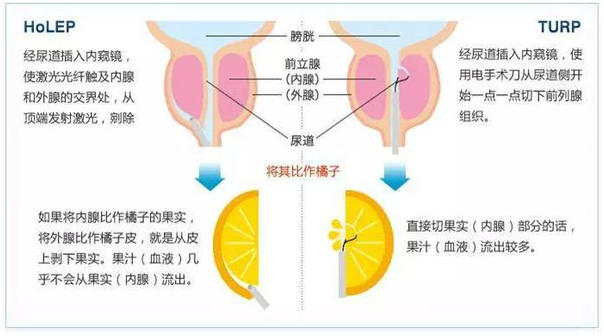 HoLEP
经尿道插入内窥镜，
使激光光纤触及内腺
和外腺的交界处，从
顶端发射激光，剜除
膀胱
前立腺
（内腺）
（外腺）
尿道
TURP
经尿道插入内窥镜，使
用电手术刀从尿道侧开
始一点一点切下前列腺
组织。
将其比作橘子
如果将内腺比作橘子的果实，
将外腺比作橘子皮，就是从皮
上剥下果实。果汁（血液）几
乎不会从果实（内腺）流出。
直接切果实（内腺）部分的话，
果汁（血液）流出较多。